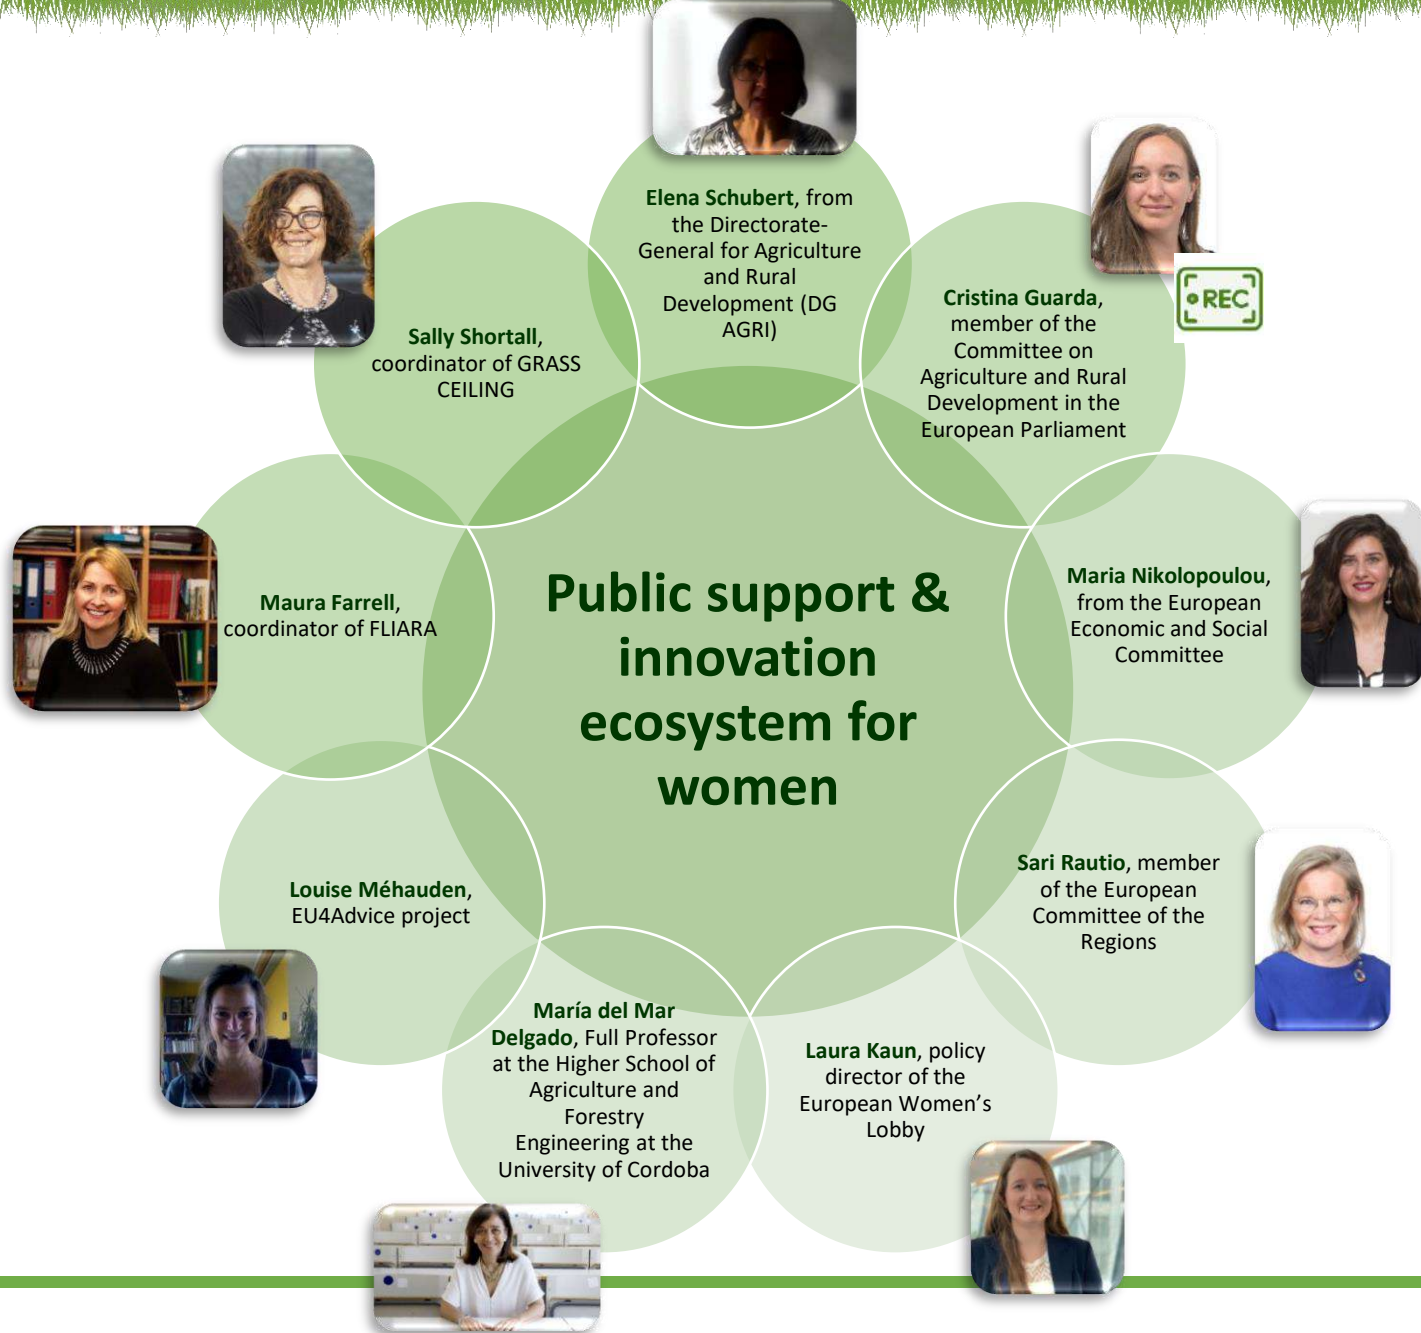 Elena Schubert, from
the Directorate-
General for Agriculture
and Rural
Development (DG
AGRI)
Cristina Guarda,
member of the
Committee on
Agriculture and Rural
Development in the
European Parliament
REC
Maria Nikolopoulou,
from the European
Economic and Social
Committee
Sari Rautio, member
of the European
Committee of the
Regions
Laura Kaun, policy
director of the
European Women’s
Lobby
María del Mar
Delgado, Full Professor
at the Higher School of
Agriculture and
Forestry
Engineering at the
University of Cordoba
Louise Méhauden,
EU4Advice project
Maura Farrell,
coordinator of FLIARA
Sally Shortall,
coordinator of GRASS
CEILING
Public support &
innovation
ecosystem for
women